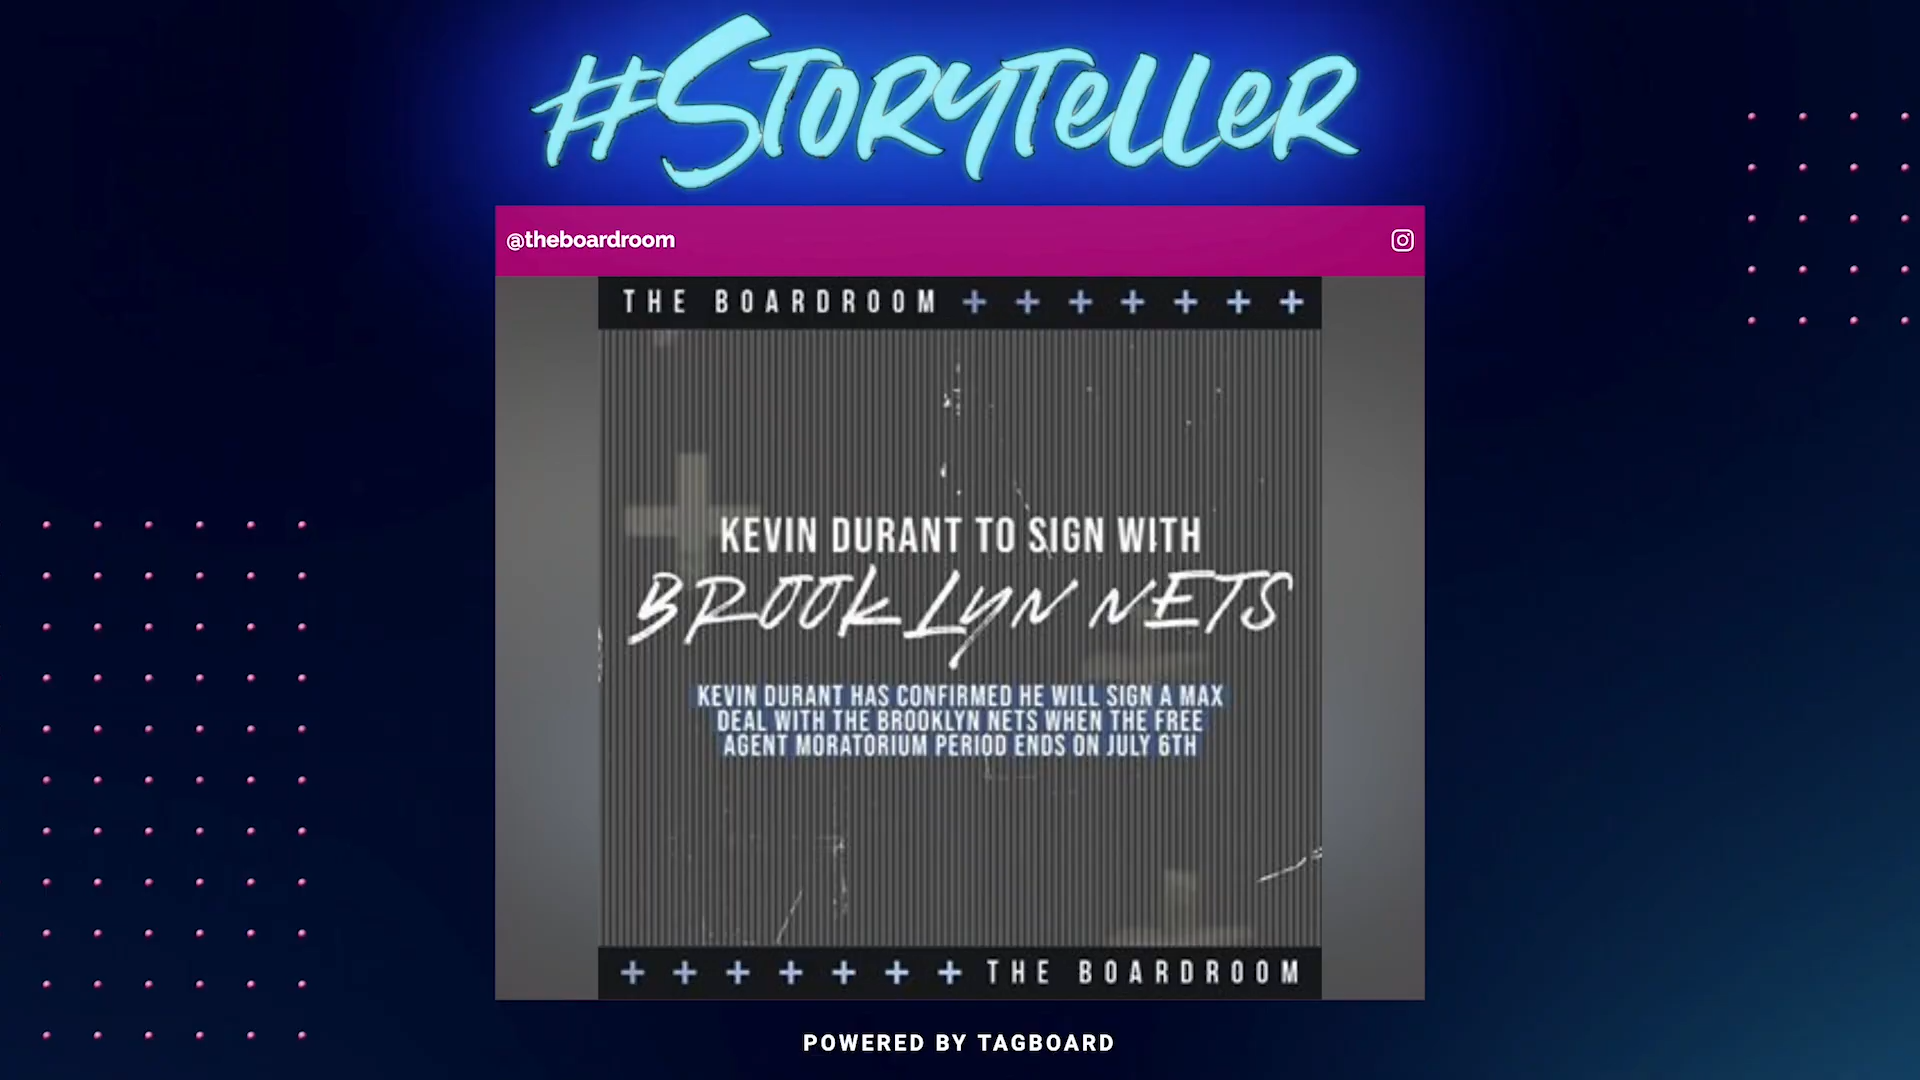 #STORYTELLER
@theboardroom
THE BOARDROOM + + + + + + +
KEVIN DURANT TO SIGN WITH
BROOKLYN NETS
KEVIN DURANT HAS CONFIRMED HE WILL SIGN A MAX
DEAL WITH THE BROOKLYN NETS WHEN THE FREE
AGENT MORATORIUM PERIOD ENDS ON JULY 6TH
+ + + + + + + THE BOARDROOM
POWERED BY TAGBOARD